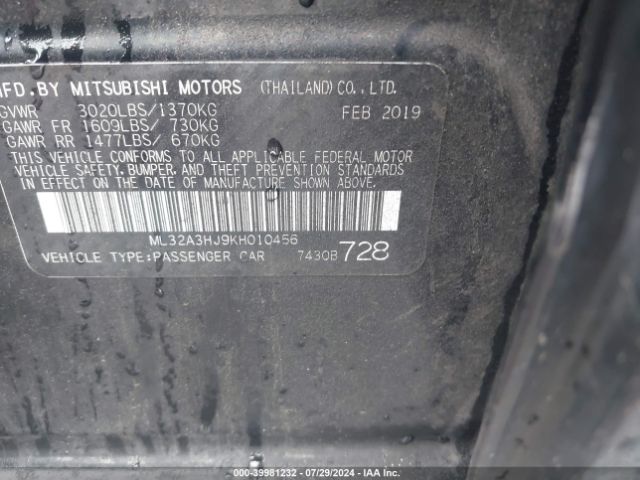 MFD.BY MITSUBISHI MOTORS (THAILAND)CO.,LTD.
GVWR 3020LBS/1370KG FEB 2019
GAWR FR 1609LBS/ 730KG
GAWR RR 1477LBS/ 670KG
THIS VEHICLE CONFORMS TO ALL APPLICABLE FEDERAL MOTOR
VEHICLE SAFETY,BUMPER,AND THEFT PREVENTION STANDARDS
IN EFFECT ON THE DATE OF MANUFACTURE SHOWN ABOVE.
ML32A3HJ9KH010456
VEHICLE TYPE:PASSENGER CAR 7430B 728
000-39981232 - 07/29/2024 - IAA Inc.